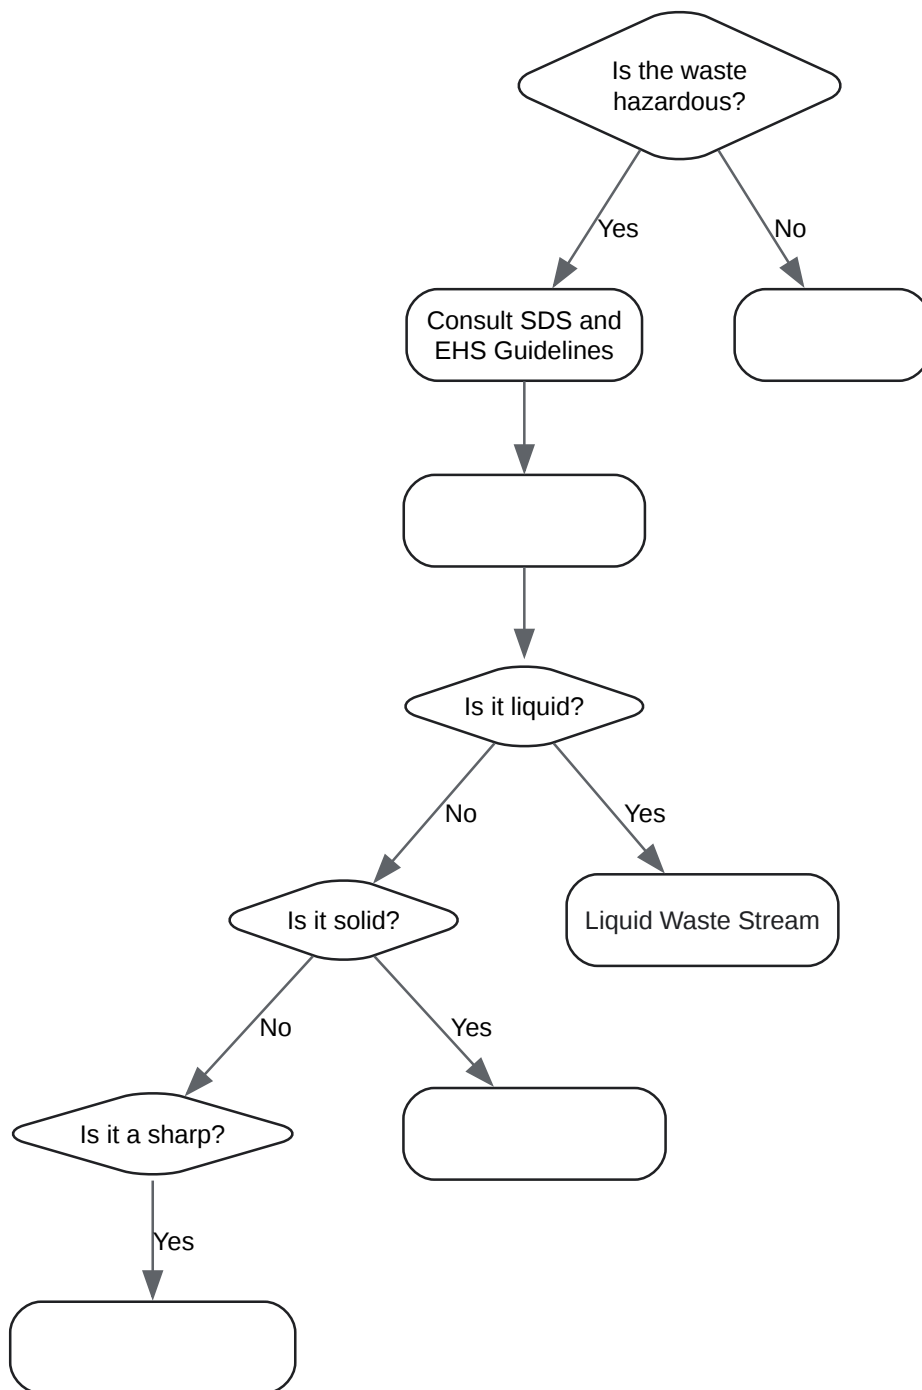 Is the waste
hazardous?
Yes
No
Consult SDS and
EHS Guidelines
Is it liquid?
No
Yes
Is it solid?
Liquid Waste Stream
No
Yes
Is it a sharp?
Yes